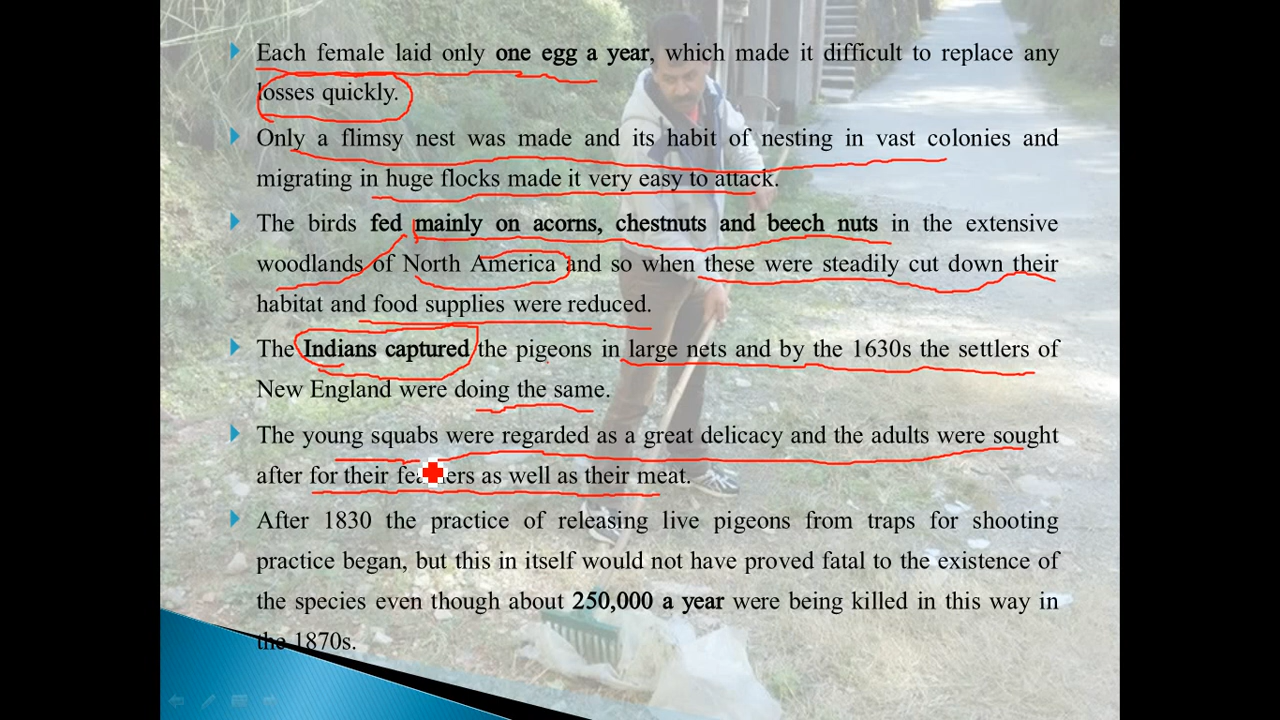 Each female laid only one egg a year, which made it difficult to replace any
losses quickly.
Only a flimsy nest was made and its habit of nesting in vast colonies and
migrating in huge flocks made it very easy to attack.
The birds fed mainly on acorns, chestnuts and beech nuts in the extensive
woodlands of North America and so when these were steadily cut down their
habitat and food supplies were reduced.
The Indians captured the pigeons in large nets and by the 1630s the settlers of
New England were doing the same.
The young squabs were regarded as a great delicacy and the adults were sought
after for their feathers as well as their meat.
After 1830 the practice of releasing live pigeons from traps for shooting
practice began, but this in itself would not have proved fatal to the existence of
the species even though about 250,000 a year were being killed in this way in
the 1870s.